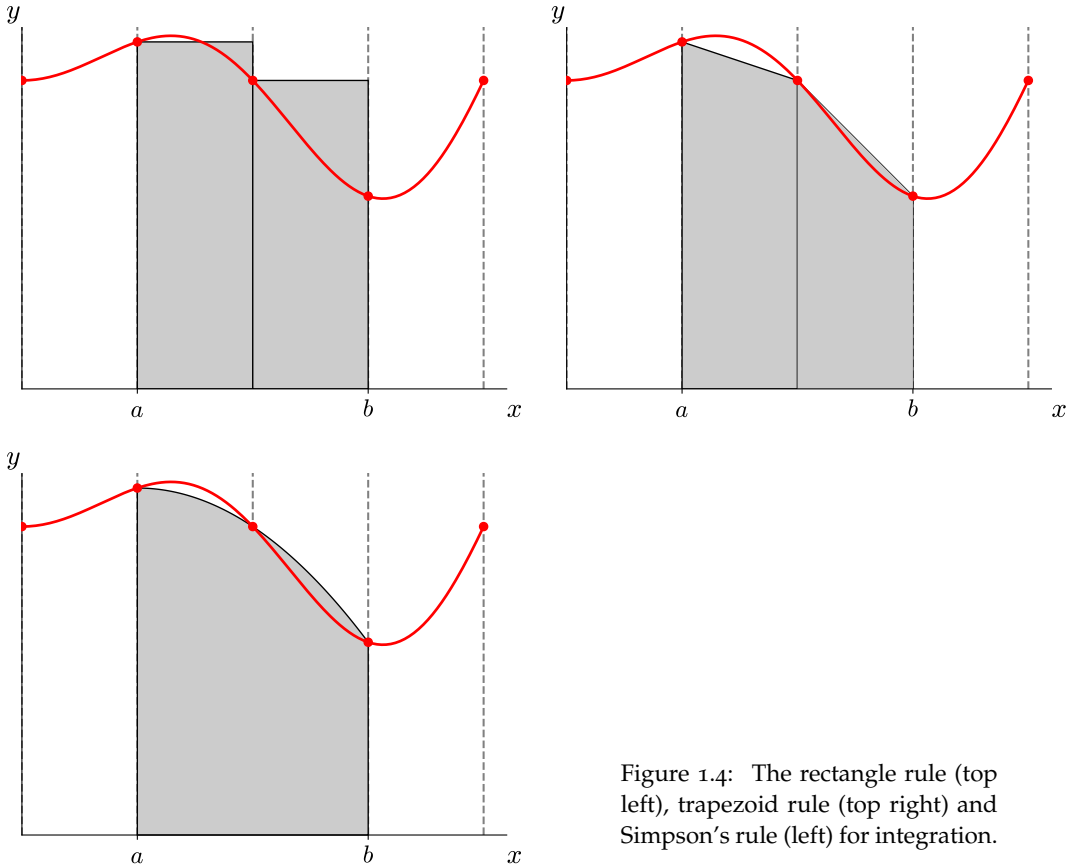 y
a
b
x
y
a
b
x
y
a
b
x
Figure 1.4: The rectangle rule (top
left), trapezoid rule (top right) and
Simpson's rule (left) for integration.